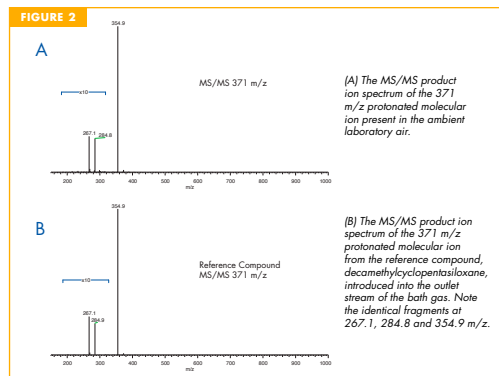 FIGURE 2
A
354.9
MS/MS 371 m/z
x10
267.1
284.8
200 300 400 500 600 700 800 900 1000
m/z
(A) The MS/MS product
ion spectrum of the 371
m/z protonated molecular
ion present in the ambient
laboratory air.
B
354.9
Reference Compound
MS/MS 371 m/z
x10
267.1
284.9
200 300 400 500 600 700 800 900 1000
m/z
(B) The MS/MS product ion
spectrum of the 371 m/z
protonated molecular ion
from the reference compound,
decamethylcyclopentasiloxane,
introduced into the outlet
stream of the bath gas. Note
the identical fragments at
267.1, 284.8 and 354.9 m/z.